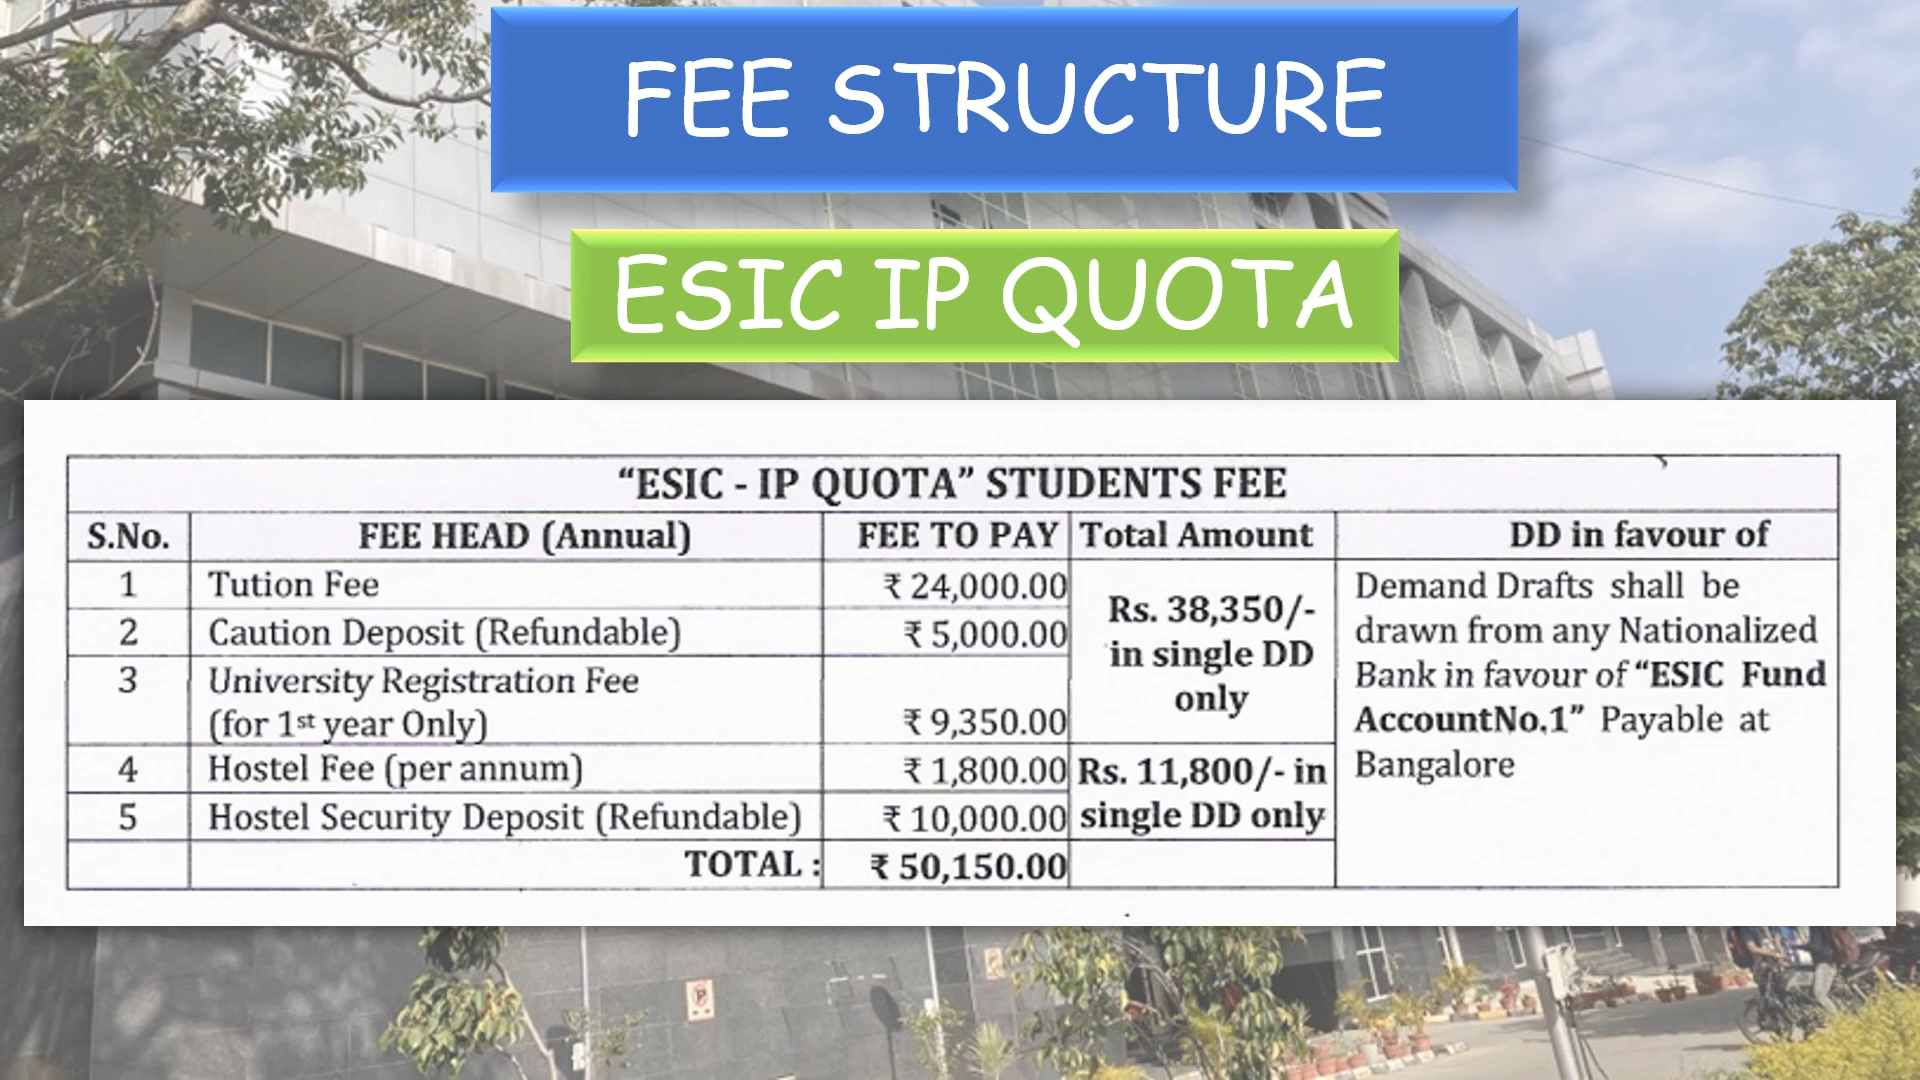 FEE STRUCTURE
ESIC IP QUOTA
“ESIC - IP QUOTA” STUDENTS FEE
S.No. FEE HEAD (Annual) FEE TO PAY Total Amount DD in favour of
1 Tution Fee ₹ 24,000.00
2 Caution Deposit (Refundable) ₹ 5,000.00
3 University Registration Fee
(for 1st year Only) ₹ 9,350.00
Rs. 38,350/-
in single DD
only
4 Hostel Fee (per annum) ₹ 1,800.00
5 Hostel Security Deposit (Refundable) ₹ 10,000.00
Rs. 11,800/- in
single DD only
TOTAL : ₹ 50,150.00
Demand Drafts shall be
drawn from any Nationalized
Bank in favour of “ESIC Fund
AccountNo.1” Payable at
Bangalore